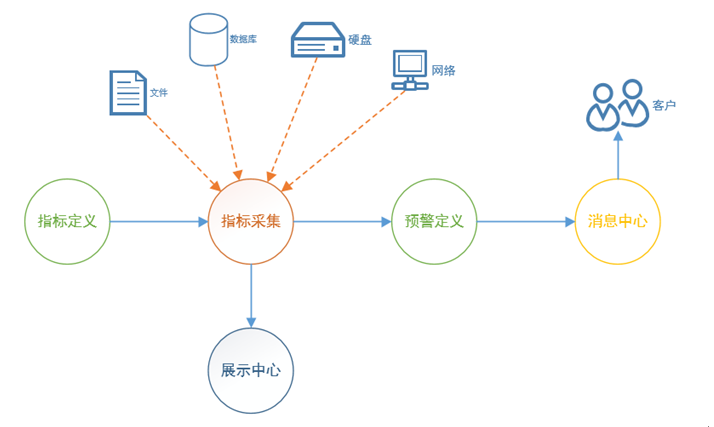 数据库
硬盘
网络
文件
客户
指标定义
指标采集
预警定义
消息中心
展示中心